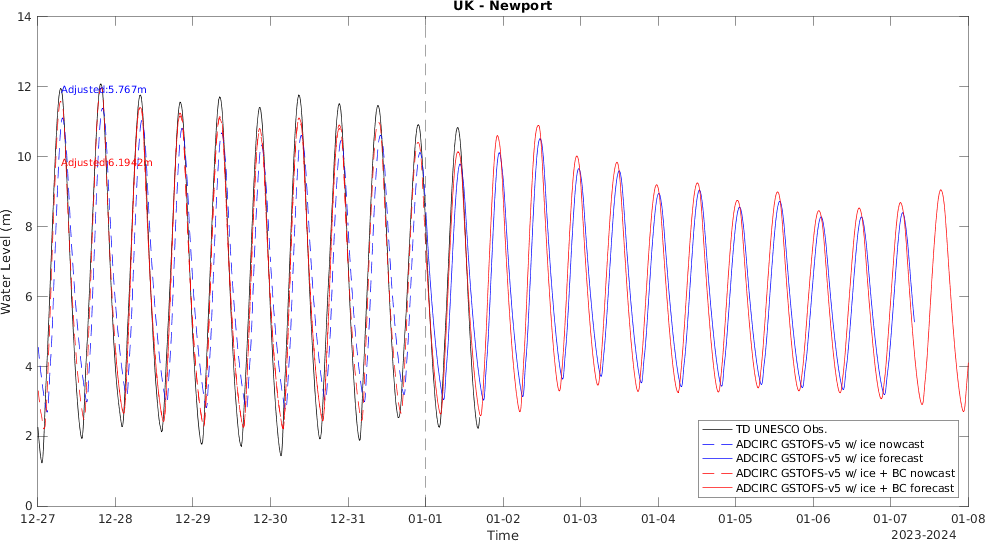 UK - Newport
14
12
10
8
6
4
2
0
Water Level (m)
Adjusted:5.767m
Adjusted:6.1942m
TD UNESCO Obs.
ADCIRC GSTOFS-v5 w/ ice nowcast
ADCIRC GSTOFS-v5 w/ ice forecast
ADCIRC GSTOFS-v5 w/ ice + BC nowcast
ADCIRC GSTOFS-v5 w/ ice + BC forecast
12-27 12-28 12-29 12-30 12-31 01-01 01-02 01-03 01-04 01-05 01-06 01-07 01-08
Time
2023-2024